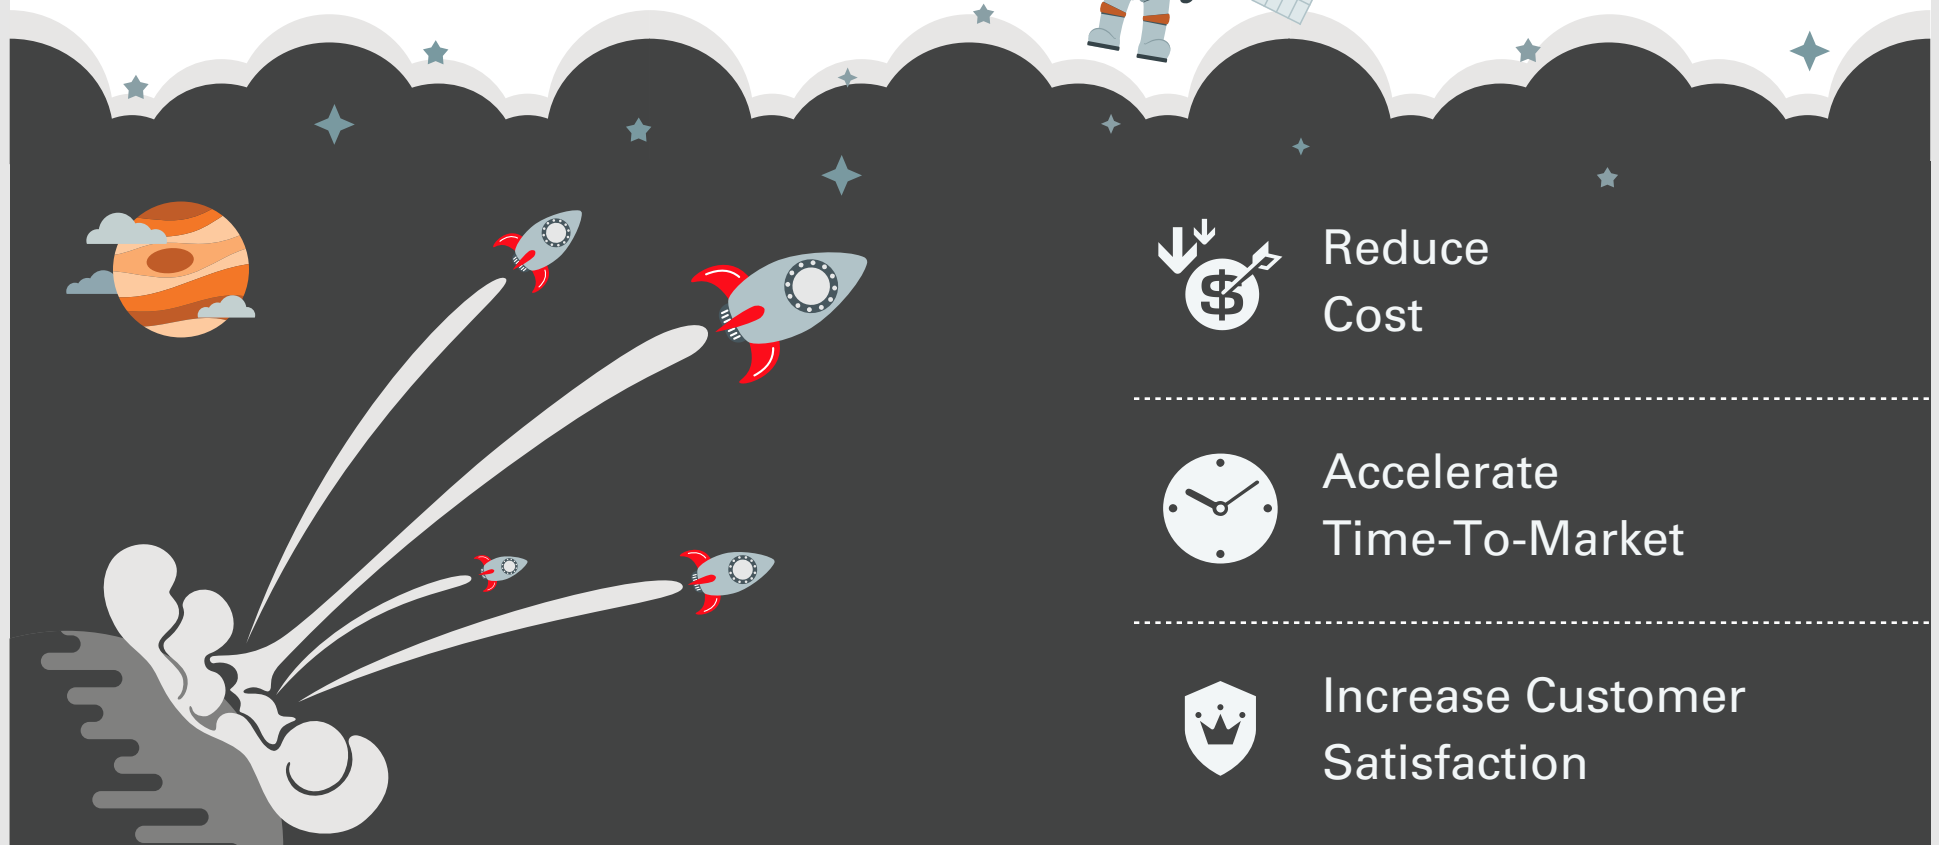 Reduce
Cost
$
Accelerate
Time-To-Market
Increase Customer
Satisfaction